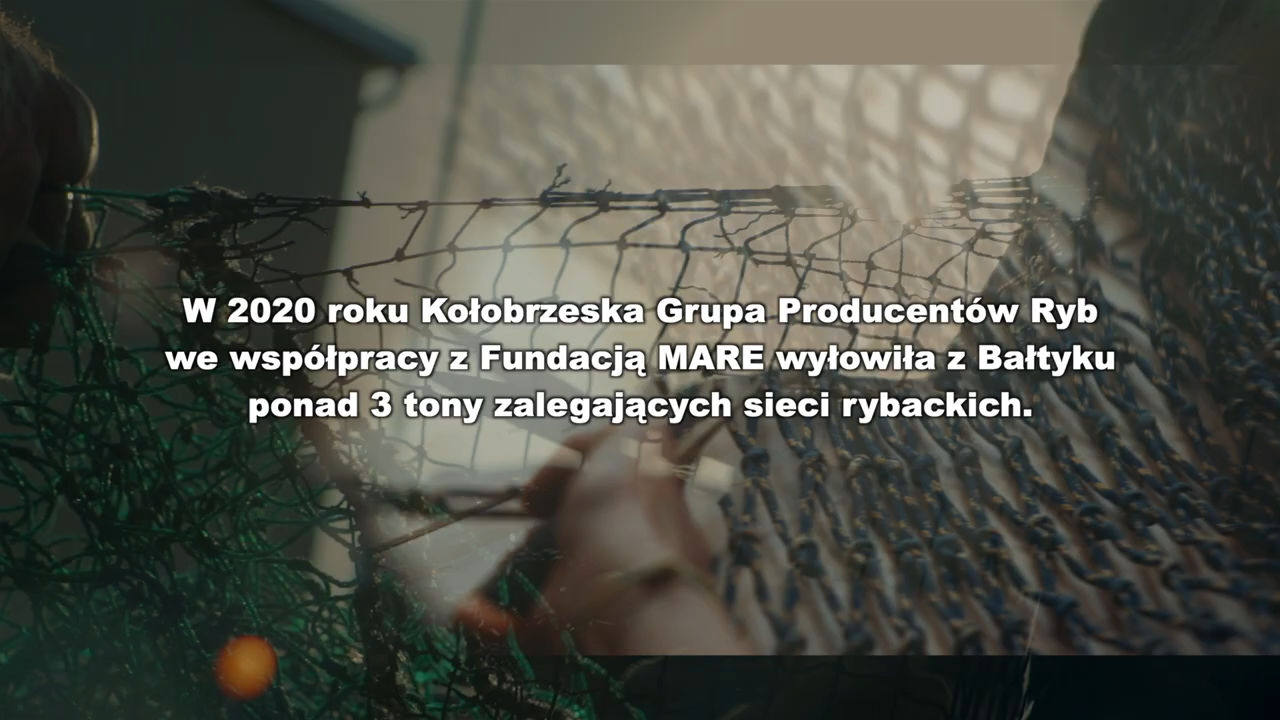 W 2020 roku Kołobrzeska Grupa Producentów Ryb
we współpracy z Fundacją MARE wyłowiła z Bałtyku
ponad 3 tony zalegających sieci rybackich.